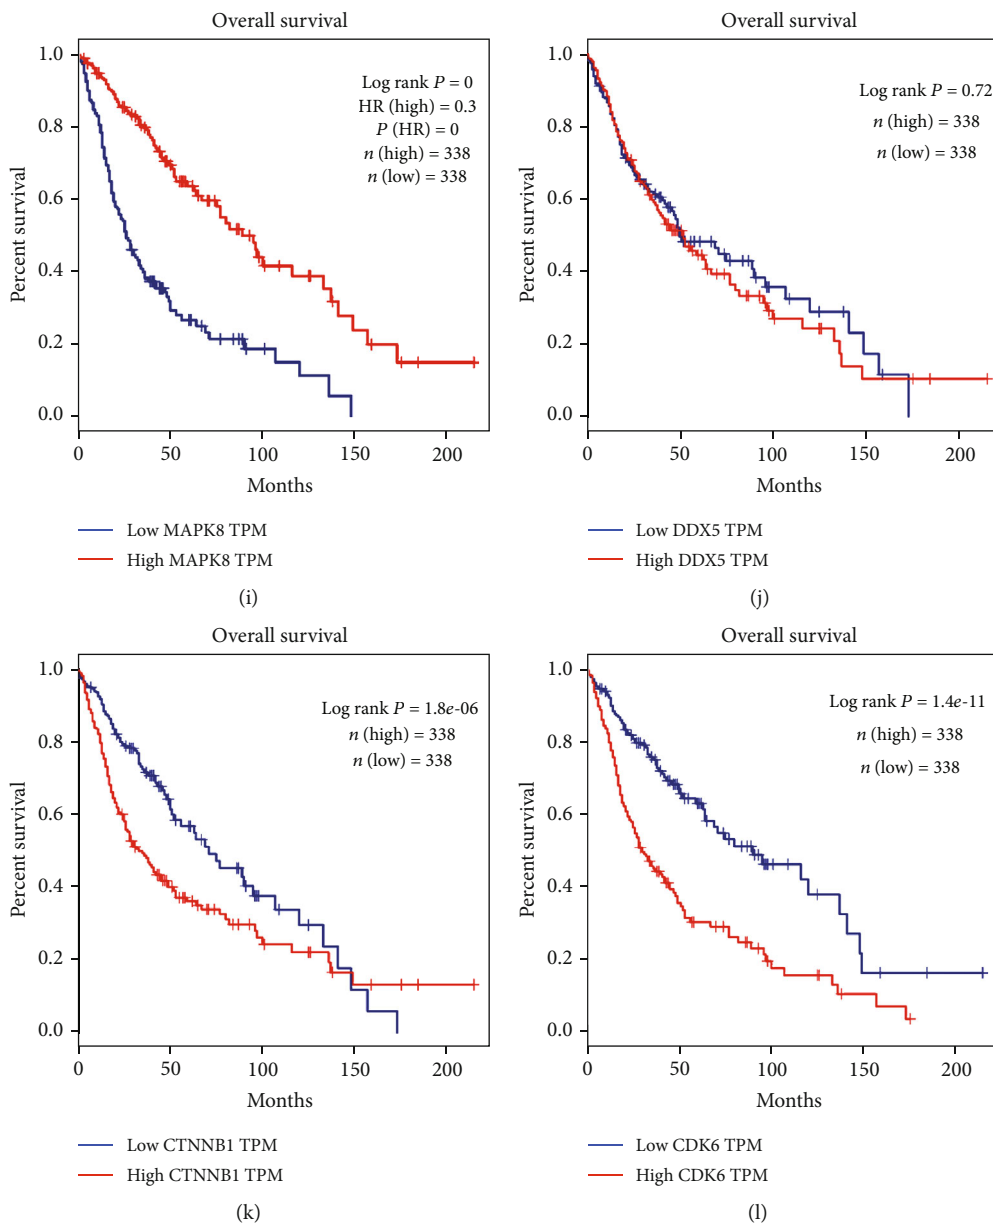 Overall survival
1.0
0.8
0.6
0.4
0.2
0.0
Percent survival
Log rank P = 0
HR (high) = 0.3
P (HR) = 0
n (high) = 338
n (low) = 338
0 50 100 150 200
Months
Low MAPK8 TPM
High MAPK8 TPM
(i)
Overall survival
1.0
0.8
0.6
0.4
0.2
0.0
Percent survival
Log rank P = 0.72
n (high) = 338
n (low) = 338
0 50 100 150 200
Months
Low DDX5 TPM
High DDX5 TPM
(j)
Overall survival
1.0
0.8
0.6
0.4
0.2
0.0
Percent survival
Log rank P = 1.8e-06
n (high) = 338
n (low) = 338
0 50 100 150 200
Months
Low CTNNB1 TPM
High CTNNB1 TPM
(k)
Overall survival
1.0
0.8
0.6
0.4
0.2
0.0
Percent survival
Log rank P = 1.4e-11
n (high) = 338
n (low) = 338
0 50 100 150 200
Months
Low CDK6 TPM
High CDK6 TPM
(l)